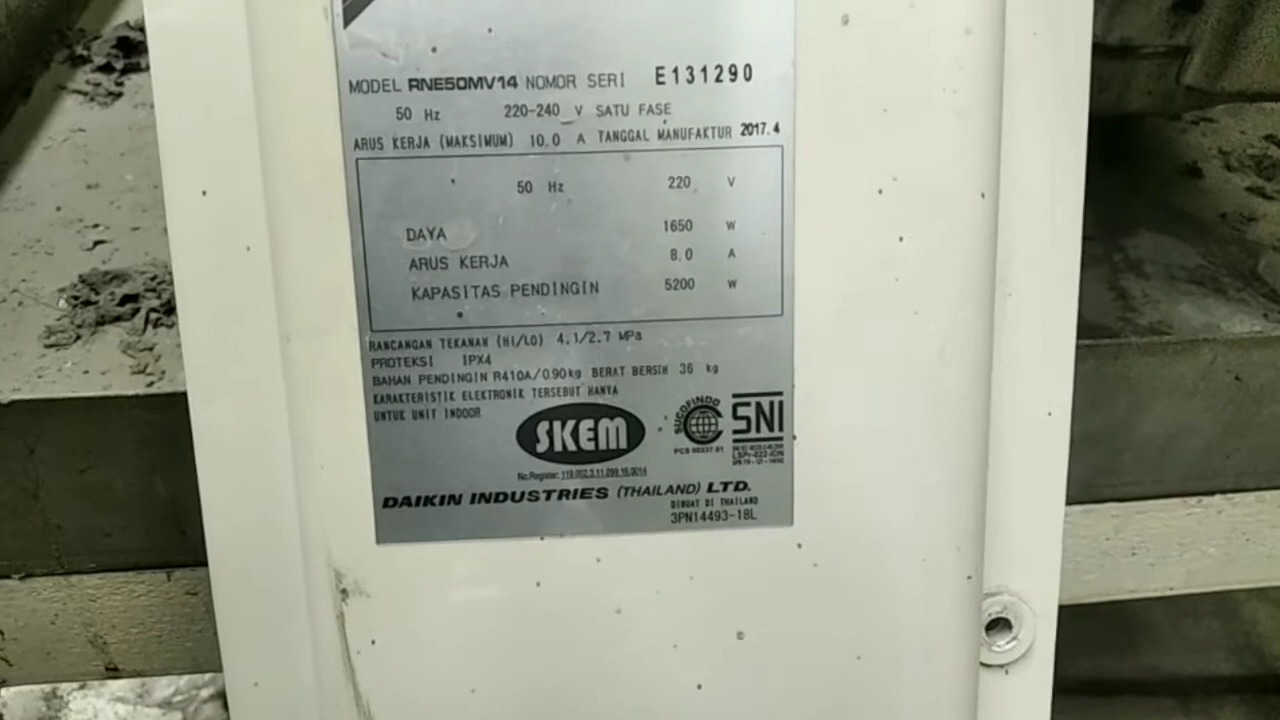 MODEL RNE50MV14 NOMOR SERI E131290
50 Hz 220-240 V SATU FASE
ARUS KERJA (MAKSIMUM) 10.0 A TANGGAL MANUFAKTUR 2017.4
50 Hz 220 V
DAYA 1650 W
ARUS KERJA 8.0 A
KAPASITAS PENDINGIN 5200 W
RANCANGAN TEKANAN (HI/LO) 4.1/2.7 MPa
PROTEKSI IPX4
BAHAN PENDINGIN R410A/0.90kg BERAT BERSIH 36 kg
KARAKTERISTIK ELEKTRONIK TERSEBUT HANYA
UNTUK UNIT INDOOR
SKEM
SUCOFINDO
SNI
No.Register:
DAIKIN INDUSTRIES (THAILAND) LTD.
DIBUAT DI THAILAND
3PN14493-18L